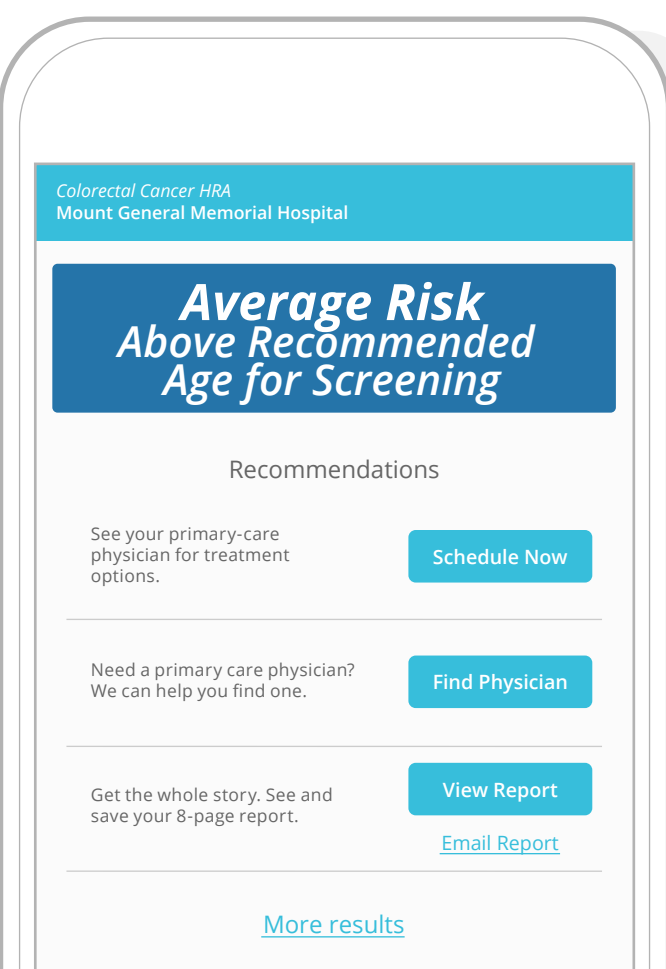 Colorectal Cancer HRA
Mount General Memorial Hospital
Average Risk
Above Recommended
Age for Screening
Recommendations
See your primary-care
physician for treatment
options.
Schedule Now
Need a primary care physician?
We can help you find one.
Find Physician
Get the whole story. See and
save your 8-page report.
View Report
Email Report
More results